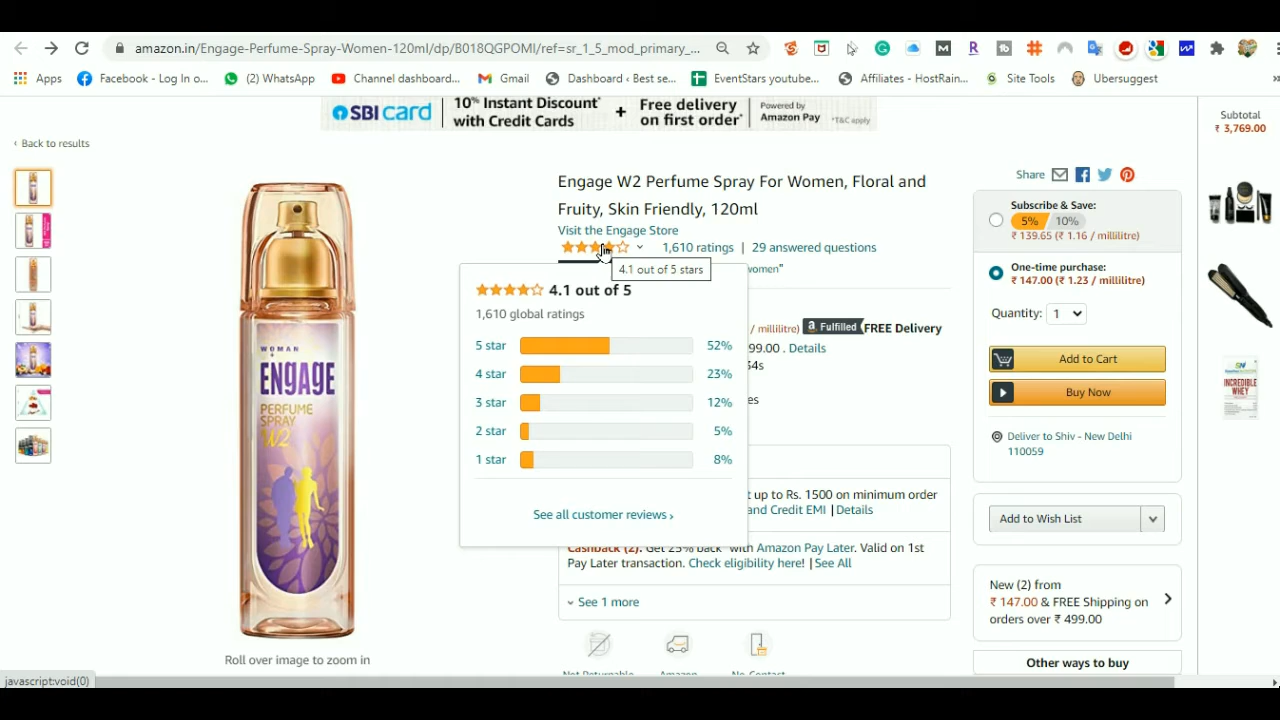 amazon.in/Engage-Perfume-Spray-Women-120ml/dp/B018QGPOMI/ref=sr_1_5_mod_primary_...
Apps
Facebook - Log In o...
(2) WhatsApp
Channel dashboard...
Gmail
Dashboard ‹ Best se...
EventStars youtube...
Affiliates - HostRain...
Site Tools
Ubersuggest
SBI card
10% Instant Discount*
with Credit Cards
+
Free delivery
on first order*
Powered by
Amazon Pay
*T&C apply
Subtotal
₹ 3,769.00
‹ Back to results
Engage W2 Perfume Spray For Women, Floral and
Fruity, Skin Friendly, 120ml
Visit the Engage Store
1,610 ratings | 29 answered questions
4.1 out of 5 stars
women"
4.1 out of 5
1,610 global ratings
5 star 52%
4 star 23%
3 star 12%
2 star 5%
1 star 8%
See all customer reviews ›
/ millilitre) a Fulfilled FREE Delivery
99.00 . Details
es
up to Rs. 1500 on minimum order
and Credit EMI | Details
Cashback (2): Get 25% back* with Amazon Pay Later. Valid on 1st
Pay Later transaction. Check eligibility here! | See All
See 1 more
Not Returnable
Amazon
No-Contact
WOMAN
ENGAGE
PERFUME
SPRAY
W2
Roll over image to zoom in
Share
Subscribe & Save:
5% 10%
₹ 139.65 (₹ 1.16 / millilitre)
One-time purchase:
₹ 147.00 (₹ 1.23 / millilitre)
Quantity: 1
Add to Cart
Buy Now
Deliver to Shiv - New Delhi
110059
Add to Wish List
New (2) from
₹ 147.00 & FREE Shipping on
orders over ₹ 499.00
Other ways to buy
INCREDIBLE
WHEY
javascript:void(0)